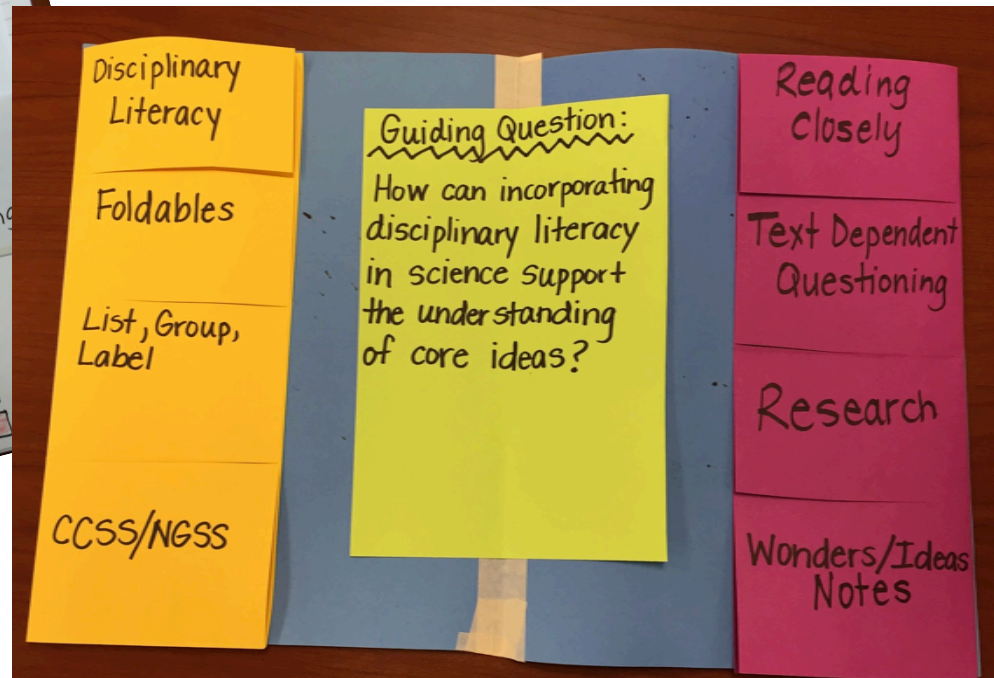 Disciplinary
Literacy
Foldables
List, Group,
Label
CCSS/NGSS
Guiding Question:
How can incorporating
disciplinary literacy
in science support
the understanding
of core ideas?
Reading
Closely
Text Dependent
Questioning
Research
Wonders/Ideas
Notes